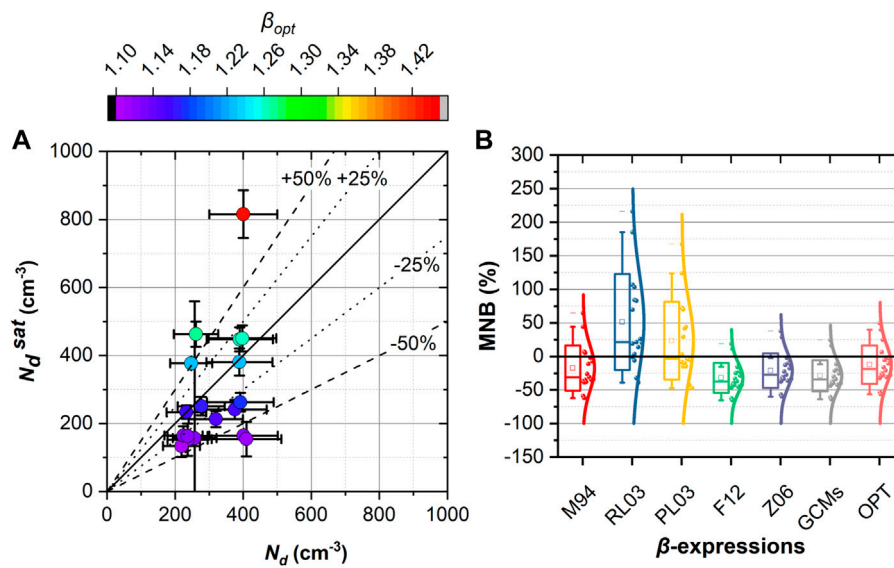 β_opt
1.10 1.14 1.18 1.22 1.26 1.30 1.34 1.38 1.42
A
1000
800
600
400
200
0
+50% +25%
-25%
-50%
0 200 400 600 800 1000
N_d^sat (cm⁻³)
N_d (cm⁻³)
B
300
250
200
150
100
50
0
-50
-100
-150
MNB (%)
M94 RL03 PL03 F12 Z06 GCMs OPT
β-expressions